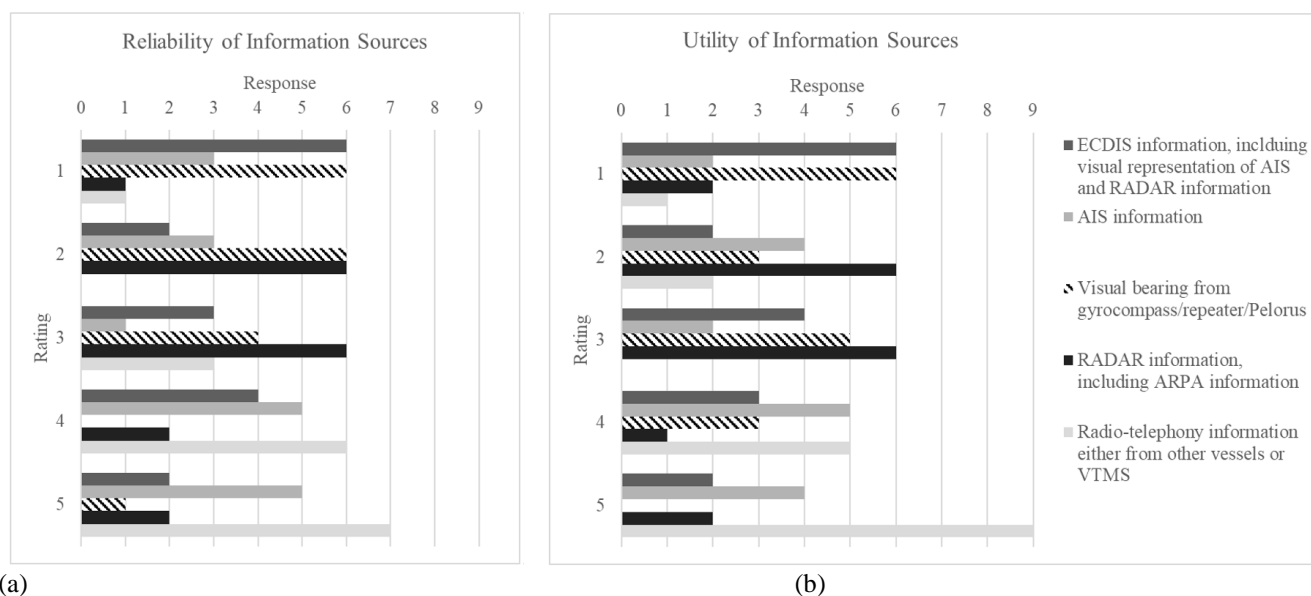 Reliability of Information Sources
Response
0 1 2 3 4 5 6 7 8 9
1
2
3
4
5
Rating
(a)
Utility of Information Sources
Response
0 1 2 3 4 5 6 7 8 9
1
2
3
4
5
Rating
(b)
ECDIS information, inclduing
visual representation of AIS
and RADAR information
AIS information
Visual bearing from
gyrocompass/repeater/Pelorus
RADAR information,
including ARPA information
Radio-telephony information
either from other vessels or
VTMS